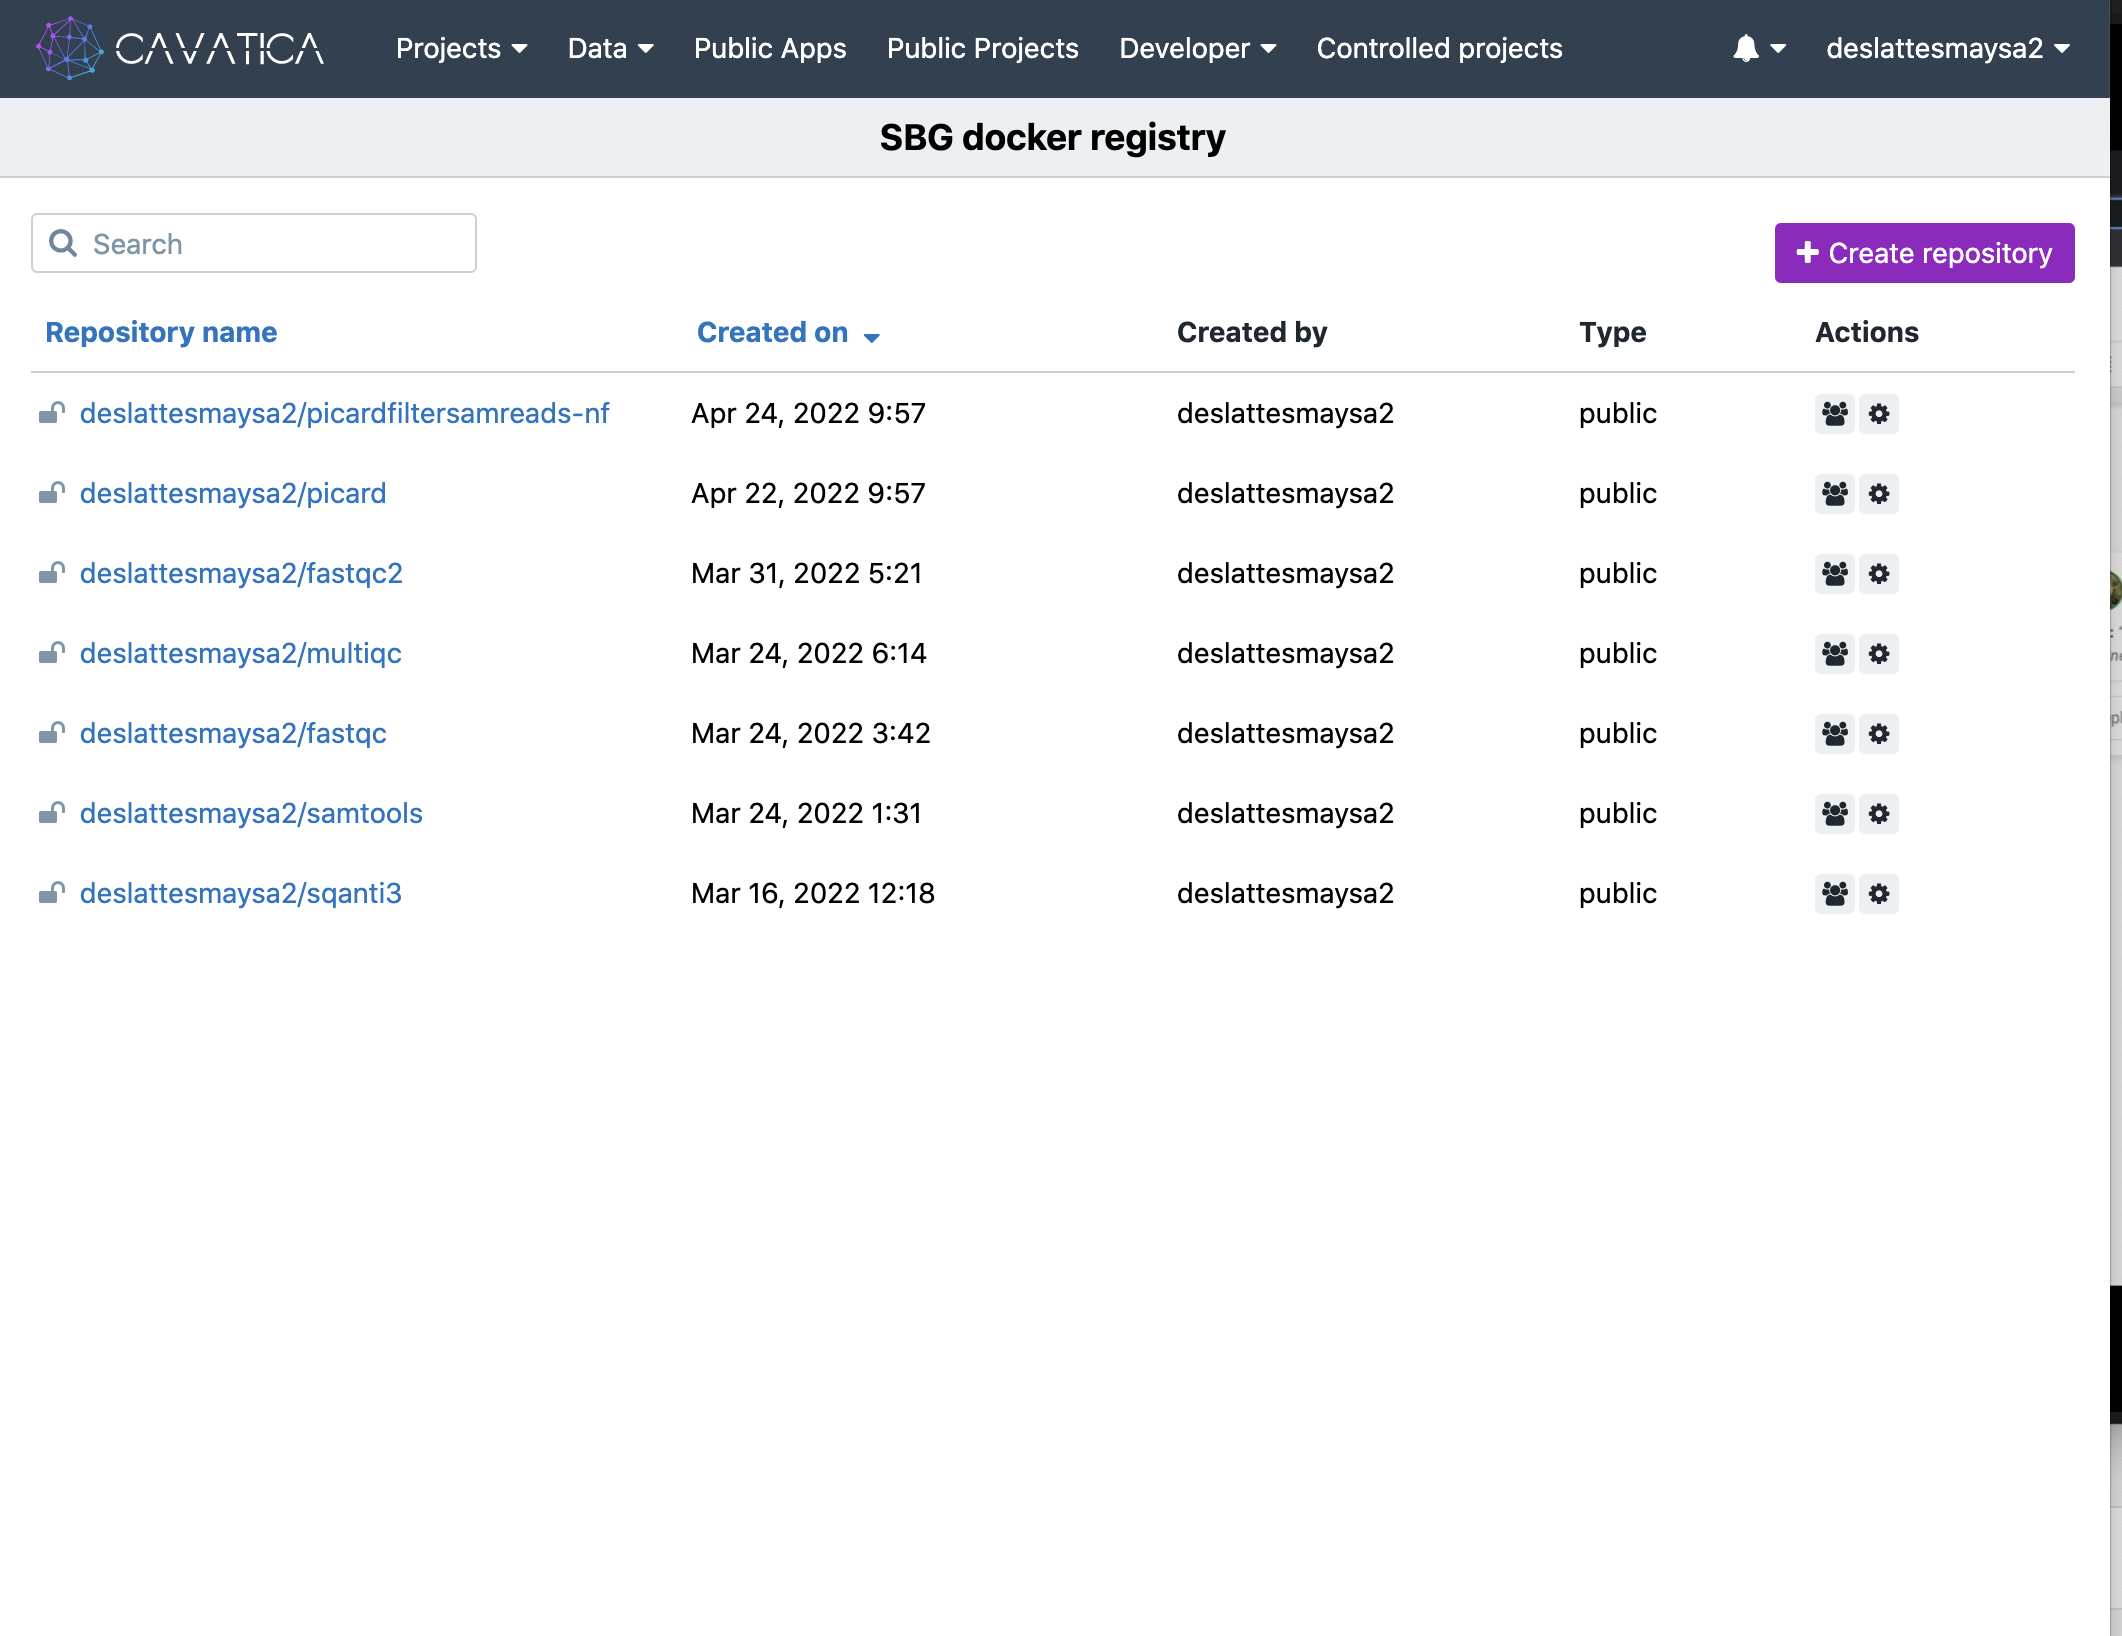 CAVATICA Projects Data Public Apps Public Projects Developer Controlled projects deslattesmaysa2
SBG docker registry
Search
Create repository
Repository name Created on Created by Type Actions
deslattesmaysa2/picardfiltersamreads-nf Apr 24, 2022 9:57 deslattesmaysa2 public
deslattesmaysa2/picard Apr 22, 2022 9:57 deslattesmaysa2 public
deslattesmaysa2/fastqc2 Mar 31, 2022 5:21 deslattesmaysa2 public
deslattesmaysa2/multiqc Mar 24, 2022 6:14 deslattesmaysa2 public
deslattesmaysa2/fastqc Mar 24, 2022 3:42 deslattesmaysa2 public
deslattesmaysa2/samtools Mar 24, 2022 1:31 deslattesmaysa2 public
deslattesmaysa2/sqanti3 Mar 16, 2022 12:18 deslattesmaysa2 public